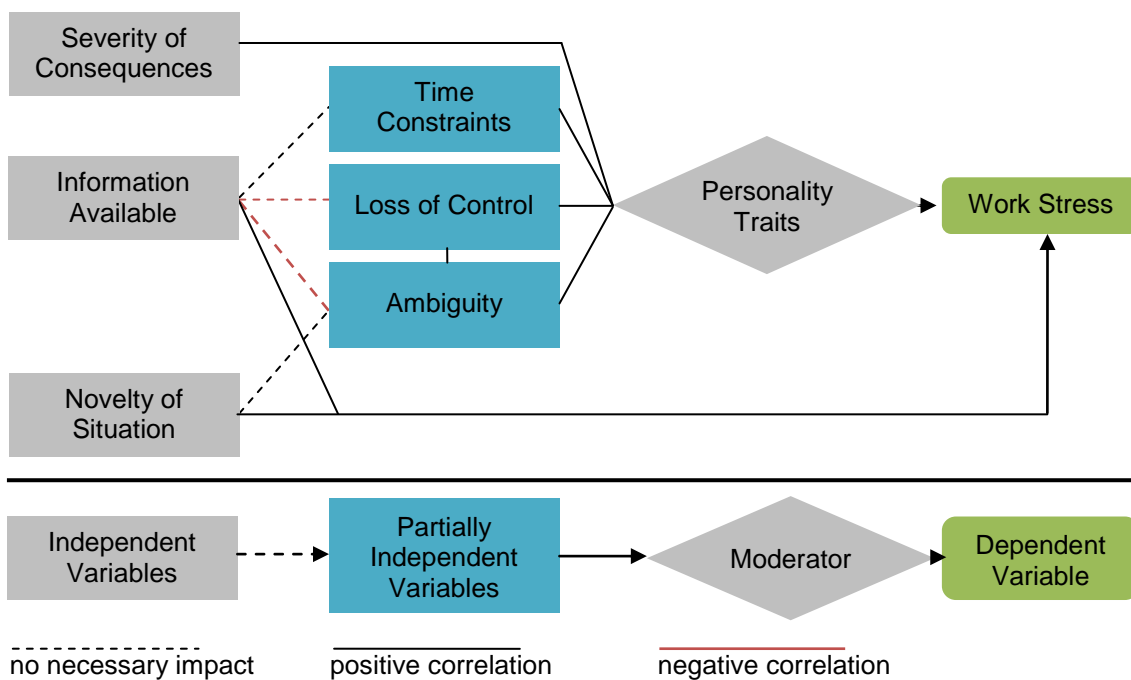 Severity of
Consequences
Time
Constraints
Information
Available
Loss of Control
Personality
Traits
Work Stress
Ambiguity
Novelty of
Situation
Independent
Variables
Partially
Independent
Variables
Moderator
Dependent
Variable
no necessary impact
positive correlation
negative correlation